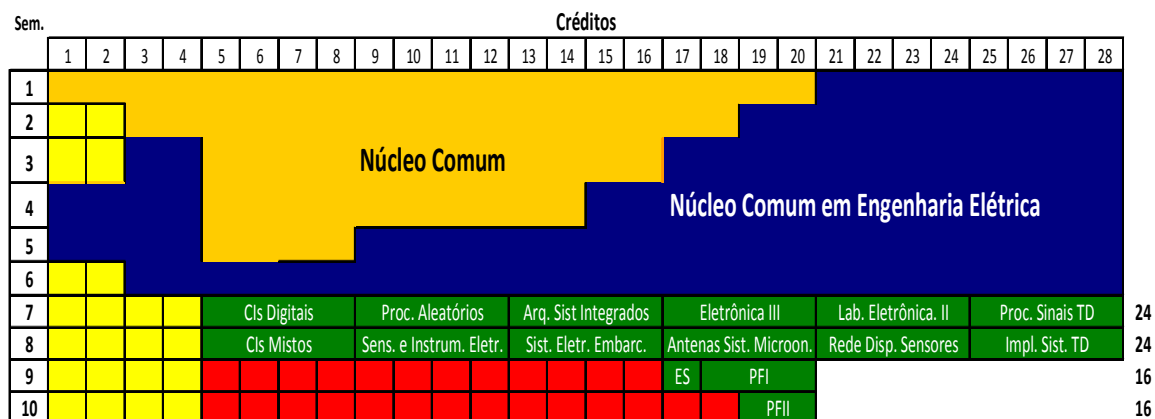 Sem. Créditos
1 2 3 4 5 6 7 8 9 10 11 12 13 14 15 16 17 18 19 20 21 22 23 24 25 26 27 28
1
2
3 Núcleo Comum
4 Núcleo Comum em Engenharia Elétrica
5
6
7 CIs Digitais Proc. Aleatórios Arq. Sist Integrados Eletrônica III Lab. Eletrônica. II Proc. Sinais TD 24
8 CIs Mistos Sens. e Instrum. Eletr. Sist. Eletr. Embarc. Antenas Sist. Microon. Rede Disp. Sensores Impl. Sist. TD 24
9 ES PFI 16
10 PFII 16